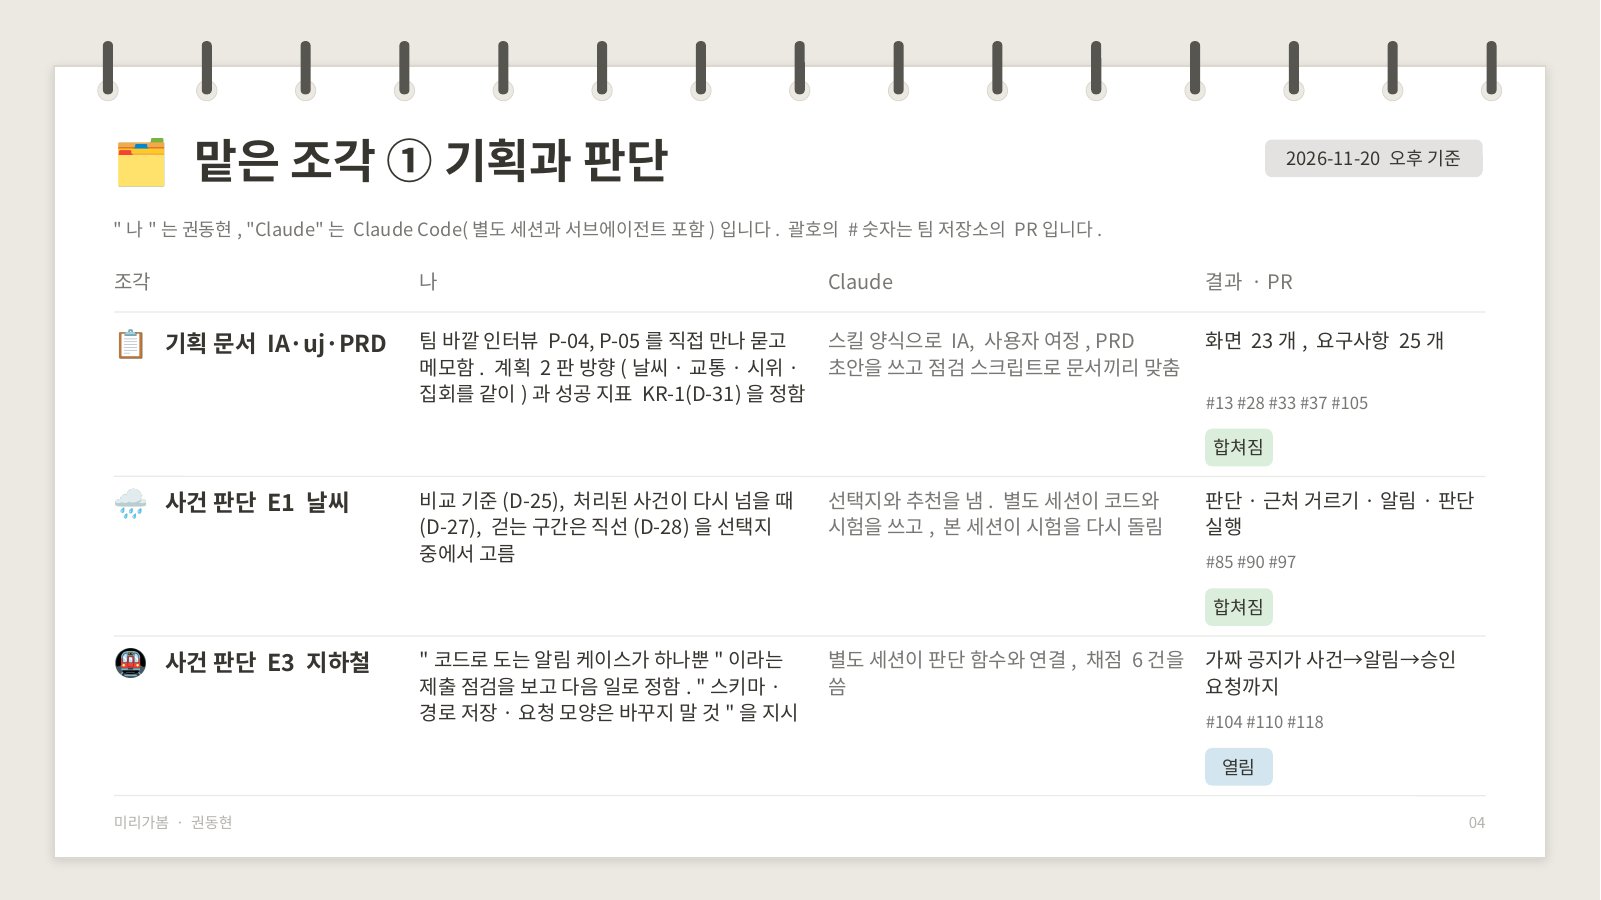 맡은 조각 ① 기획과 판단
2026-11-20 오후 기준
"나"는 권동현, "Claude"는 Claude Code(별도 세션과 서브에이전트 포함)입니다. 괄호의 #숫자는 팀 저장소의 PR입니다.
조각
나
Claude
결과 · PR
기획 문서 IA·uj·PRD
팀 바깥 인터뷰 P-04, P-05를 직접 만나 묻고
메모함. 계획 2판 방향(날씨·교통·시위·
집회를 같이)과 성공 지표 KR-1(D-31)을 정함
스킬 양식으로 IA, 사용자 여정, PRD
초안을 쓰고 점검 스크립트로 문서끼리 맞춤
화면 23개, 요구사항 25개
#13 #28 #33 #37 #105
합쳐짐
사건 판단 E1 날씨
비교 기준(D-25), 처리된 사건이 다시 넘을 때
(D-27), 걷는 구간은 직선(D-28)을 선택지
중에서 고름
선택지와 추천을 냄. 별도 세션이 코드와
시험을 쓰고, 본 세션이 시험을 다시 돌림
판단·근처 거르기·알림·판단
실행
#85 #90 #97
합쳐짐
사건 판단 E3 지하철
"코드로 도는 알림 케이스가 하나뿐"이라는
제출 점검을 보고 다음 일로 정함. "스키마·
경로 저장·요청 모양은 바꾸지 말 것"을 지시
별도 세션이 판단 함수와 연결, 채점 6건을
씀
가짜 공지가 사건→알림→승인
요청까지
#104 #110 #118
열림
미리가봄 · 권동현
04